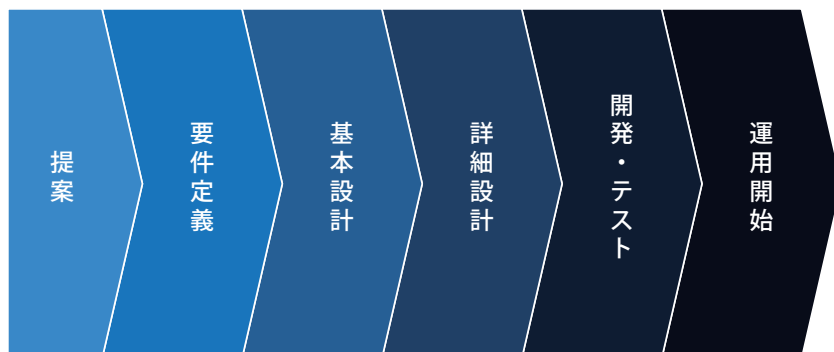 提案
要件定義
基本設計
詳細設計
開発・テスト
運用開始